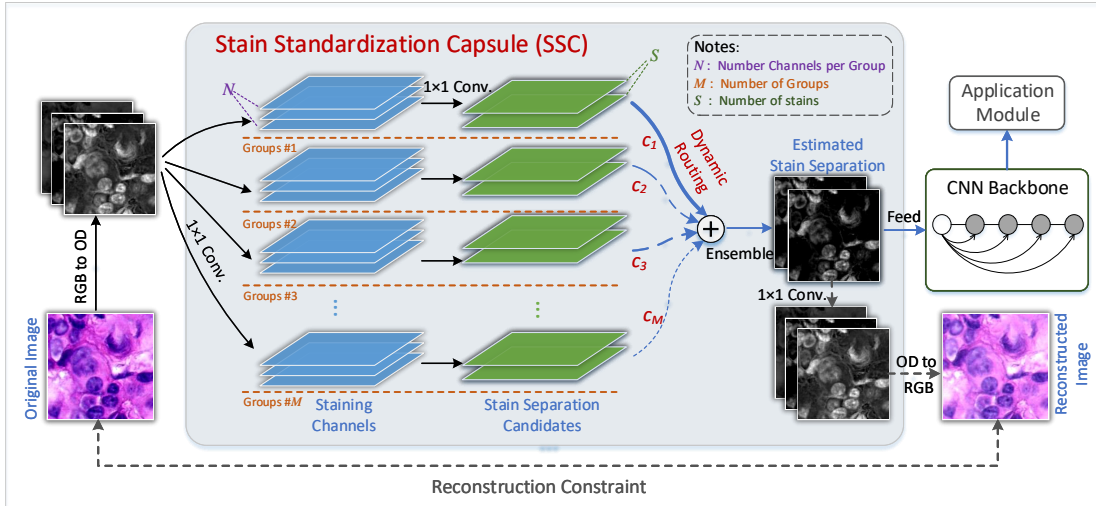 Stain Standardization Capsule (SSC)
Notes:
N : Number Channels per Group
M : Number of Groups
S : Number of stains
N
1×1 Conv.
S
Groups #1
Groups #2
Groups #3
Groups #M
1×1 Conv.
RGB to OD
Original Image
Staining
Channels
Stain Separation
Candidates
C1
C2
C3
CM
Dynamic
Routing
Ensemble
Estimated
Stain Separation
Feed
Application
Module
CNN Backbone
1×1 Conv.
OD to
RGB
Reconstructed
Image
Reconstruction Constraint